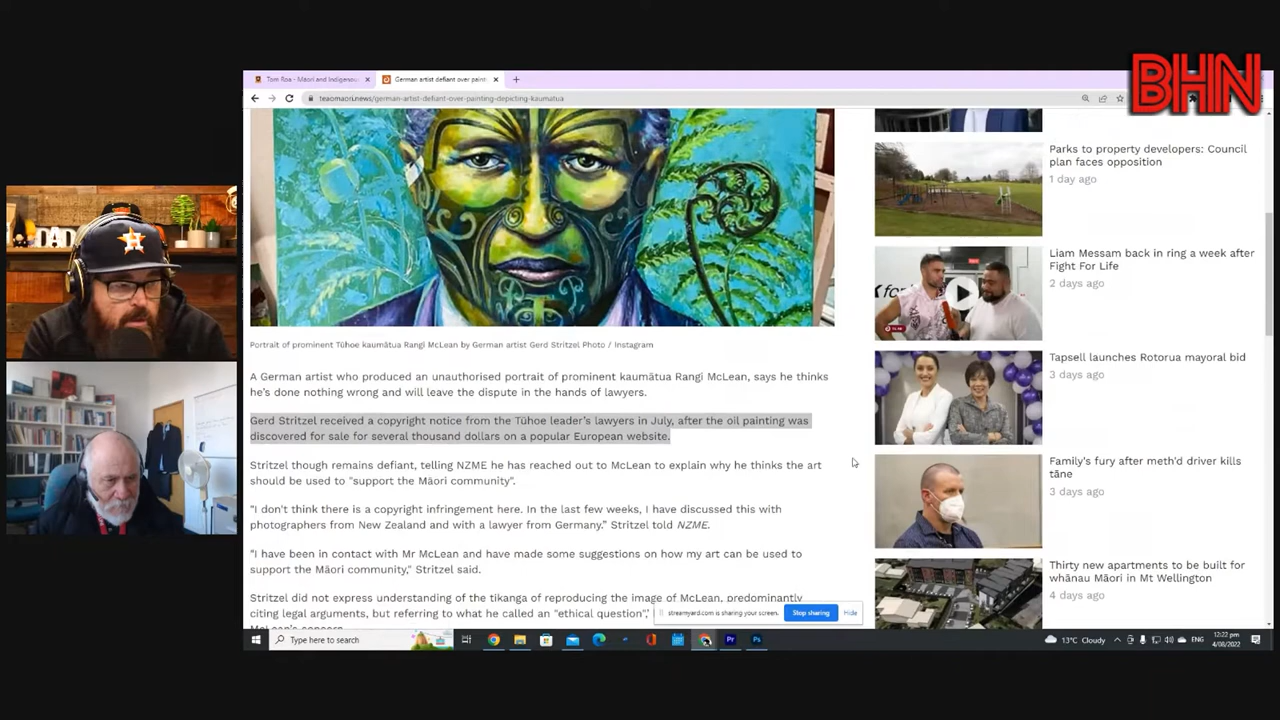 BHN
Tom Roa - Māori and Indigenou
German artist defiant over paint
teaomaori.news/german-artist-defiant-over-painting-depicting-kaumatua
DAD
Portrait of prominent Tūhoe kaumātua Rangi McLean by German artist Gerd Stritzel Photo / Instagram
A German artist who produced an unauthorised portrait of prominent kaumātua Rangi McLean, says he thinks
he's done nothing wrong and will leave the dispute in the hands of lawyers.
Gerd Stritzel received a copyright notice from the Tūhoe leader's lawyers in July, after the oil painting was
discovered for sale for several thousand dollars on a popular European website.
Stritzel though remains defiant, telling NZME he has reached out to McLean to explain why he thinks the art
should be used to "support the Māori community".
"I don't think there is a copyright infringement here. In the last few weeks, I have discussed this with
photographers from New Zealand and with a lawyer from Germany." Stritzel told NZME.
"I have been in contact with Mr McLean and have made some suggestions on how my art can be used to
support the Māori community," Stritzel said.
Stritzel did not express understanding of the tikanga of reproducing the image of McLean, predominantly
citing legal arguments, but referring to what he called an "ethical question",
Parks to property developers: Council
plan faces opposition
1 day ago
Liam Messam back in ring a week after
Fight For Life
2 days ago
Tapsell launches Rotorua mayoral bid
3 days ago
Family's fury after meth'd driver kills
tāne
3 days ago
Thirty new apartments to be built for
whānau Māori in Mt Wellington
4 days ago
streamyard.com is sharing your screen.
Stop sharing
Hide
Type here to search
13°C Cloudy
ENG
12:22 pm
4/08/2022